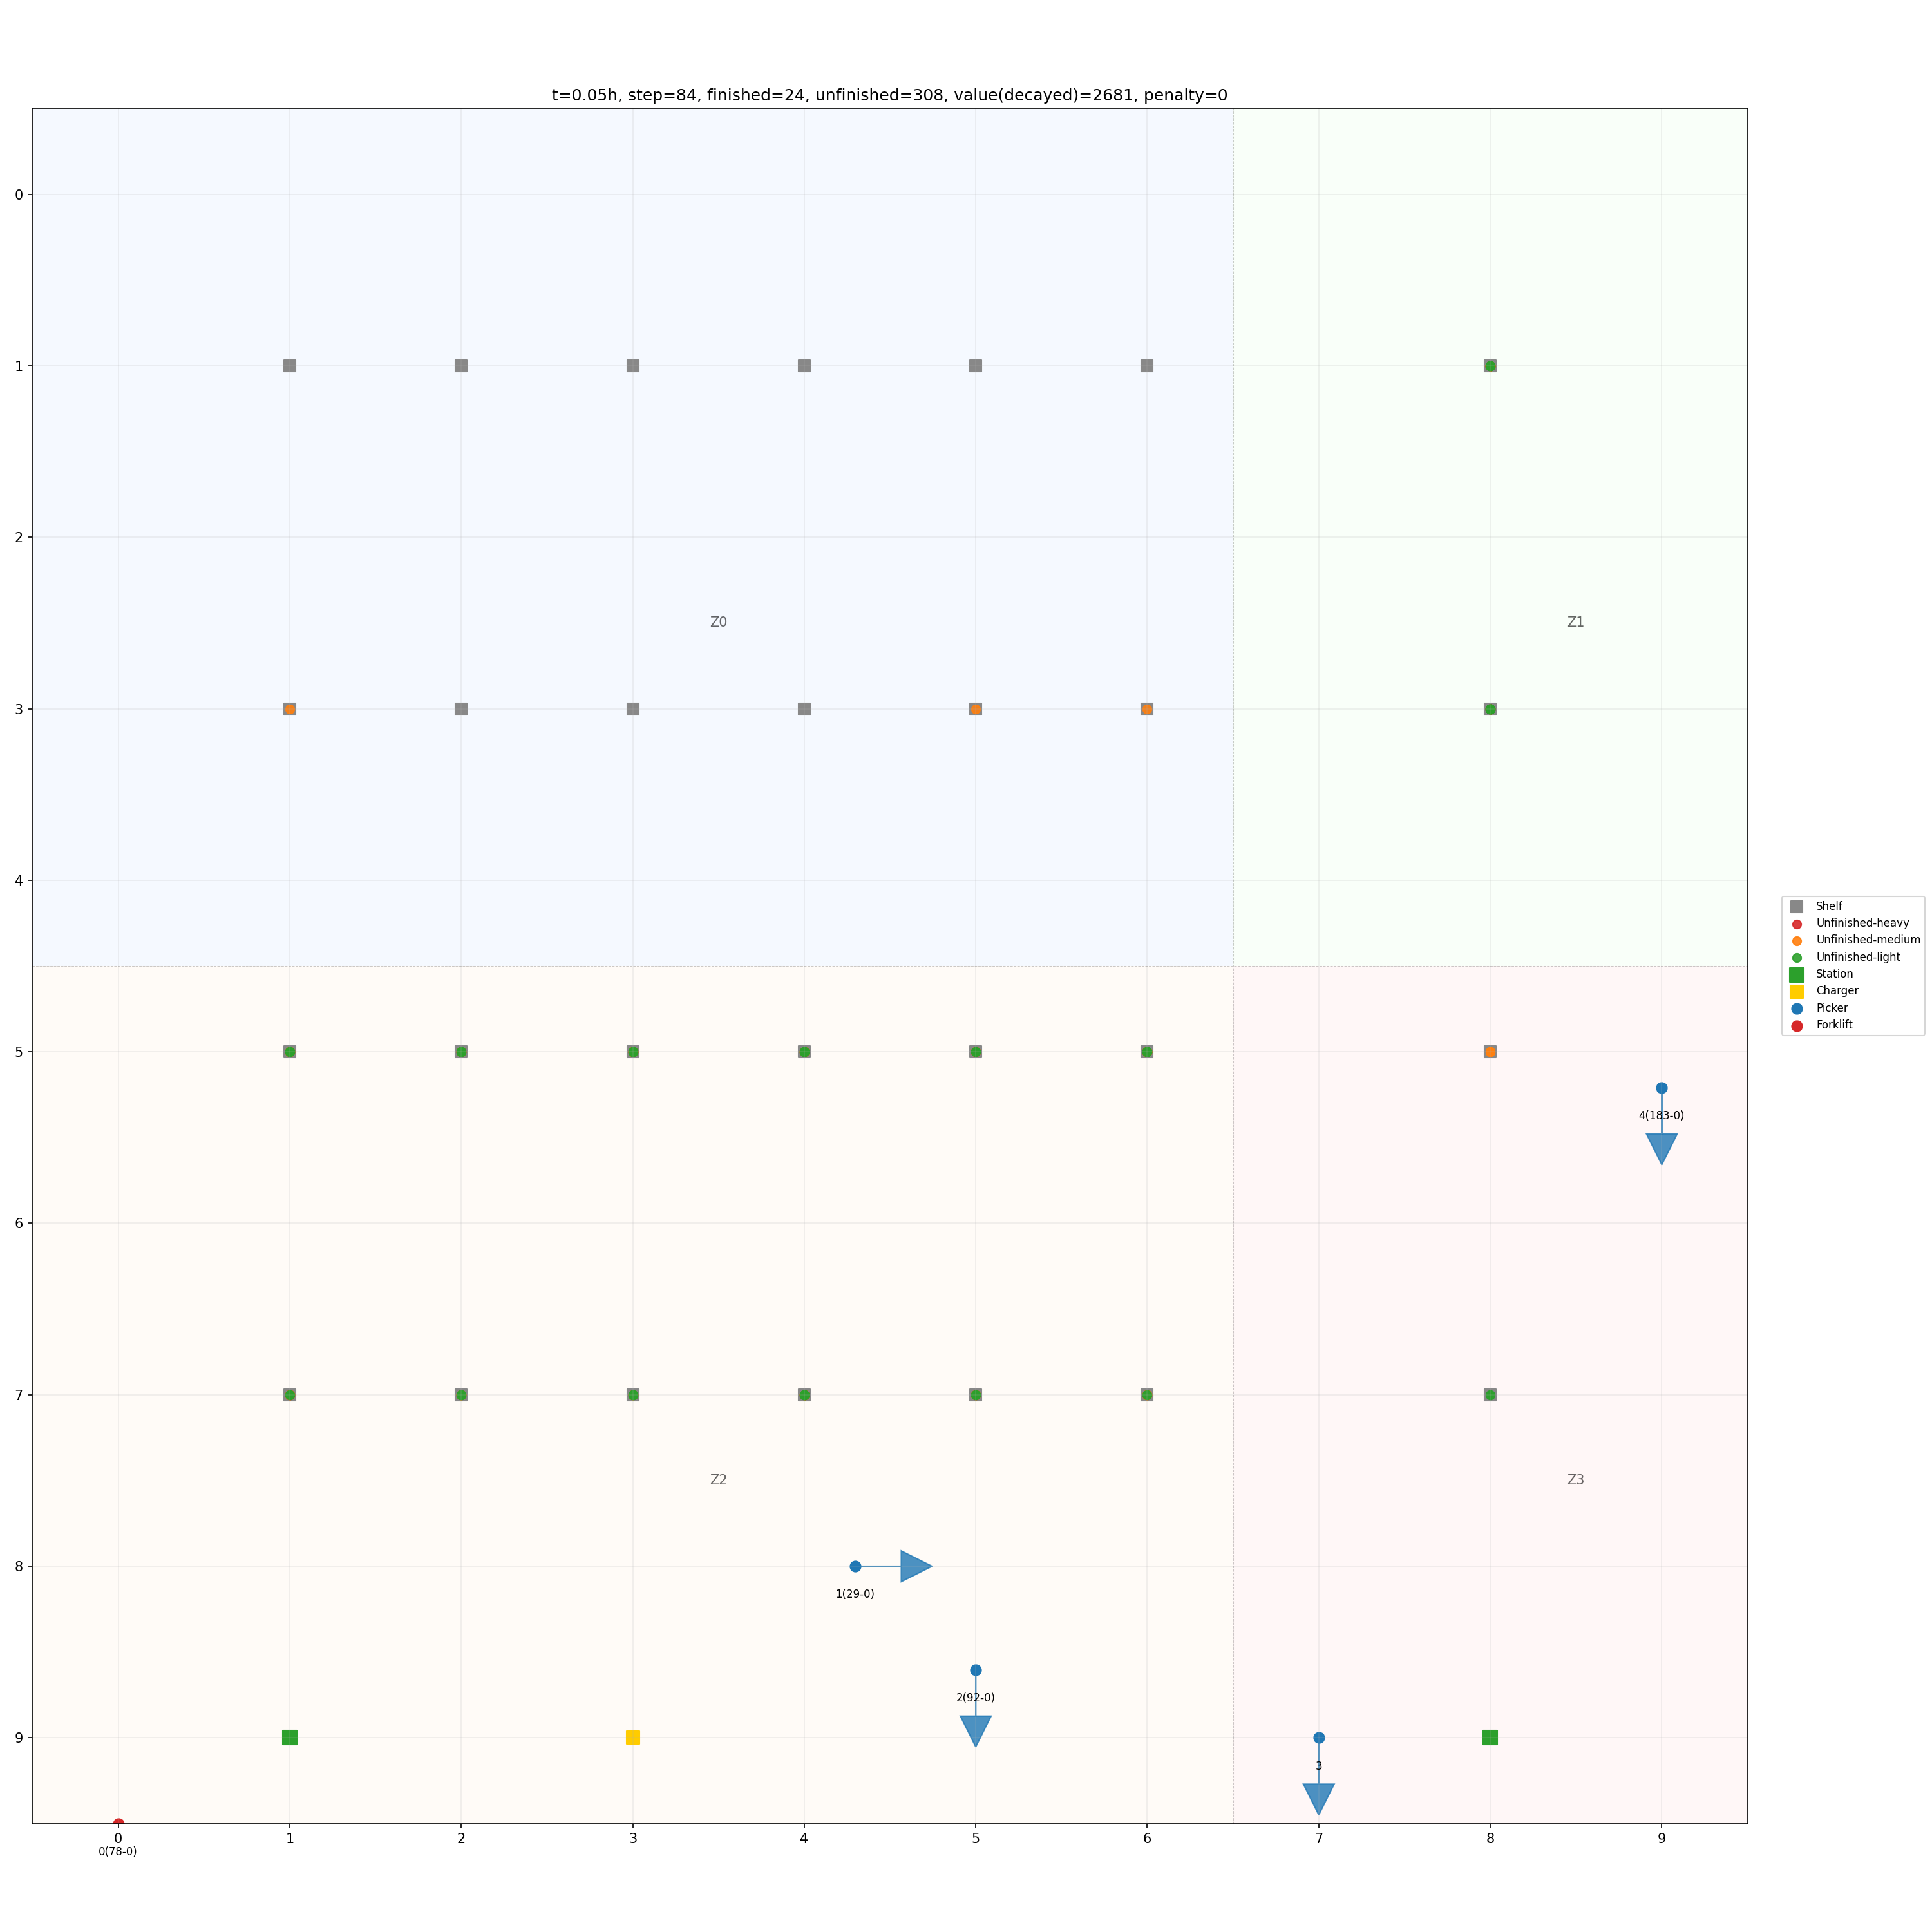 t=0.05h, step=84, finished=24, unfinished=308, value(decayed)=2681, penalty=0
0
1
2
Z0
Z1
3
4
Shelf
Unfinished-heavy
Unfinished-medium
Unfinished-light
Station
Charger
Picker
Forklift
5
4(183-0)
6
7
Z2
Z3
8
1(29-0)
2(92-0)
9
3
0
1
2
3
4
5
6
7
8
9
0(78-0)